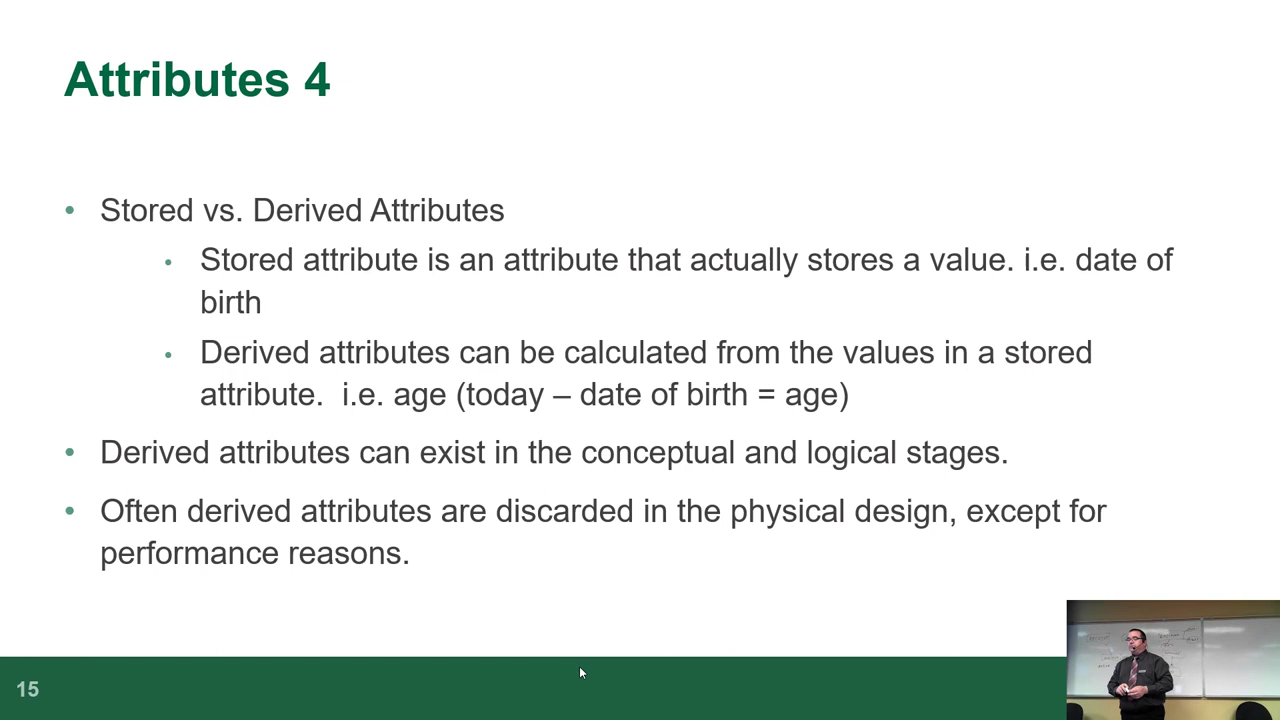 Attributes 4
• Stored vs. Derived Attributes
• Stored attribute is an attribute that actually stores a value. i.e. date of
birth
• Derived attributes can be calculated from the values in a stored
attribute.  i.e. age (today – date of birth = age)
• Derived attributes can exist in the conceptual and logical stages.
• Often derived attributes are discarded in the physical design, except for
performance reasons.
15